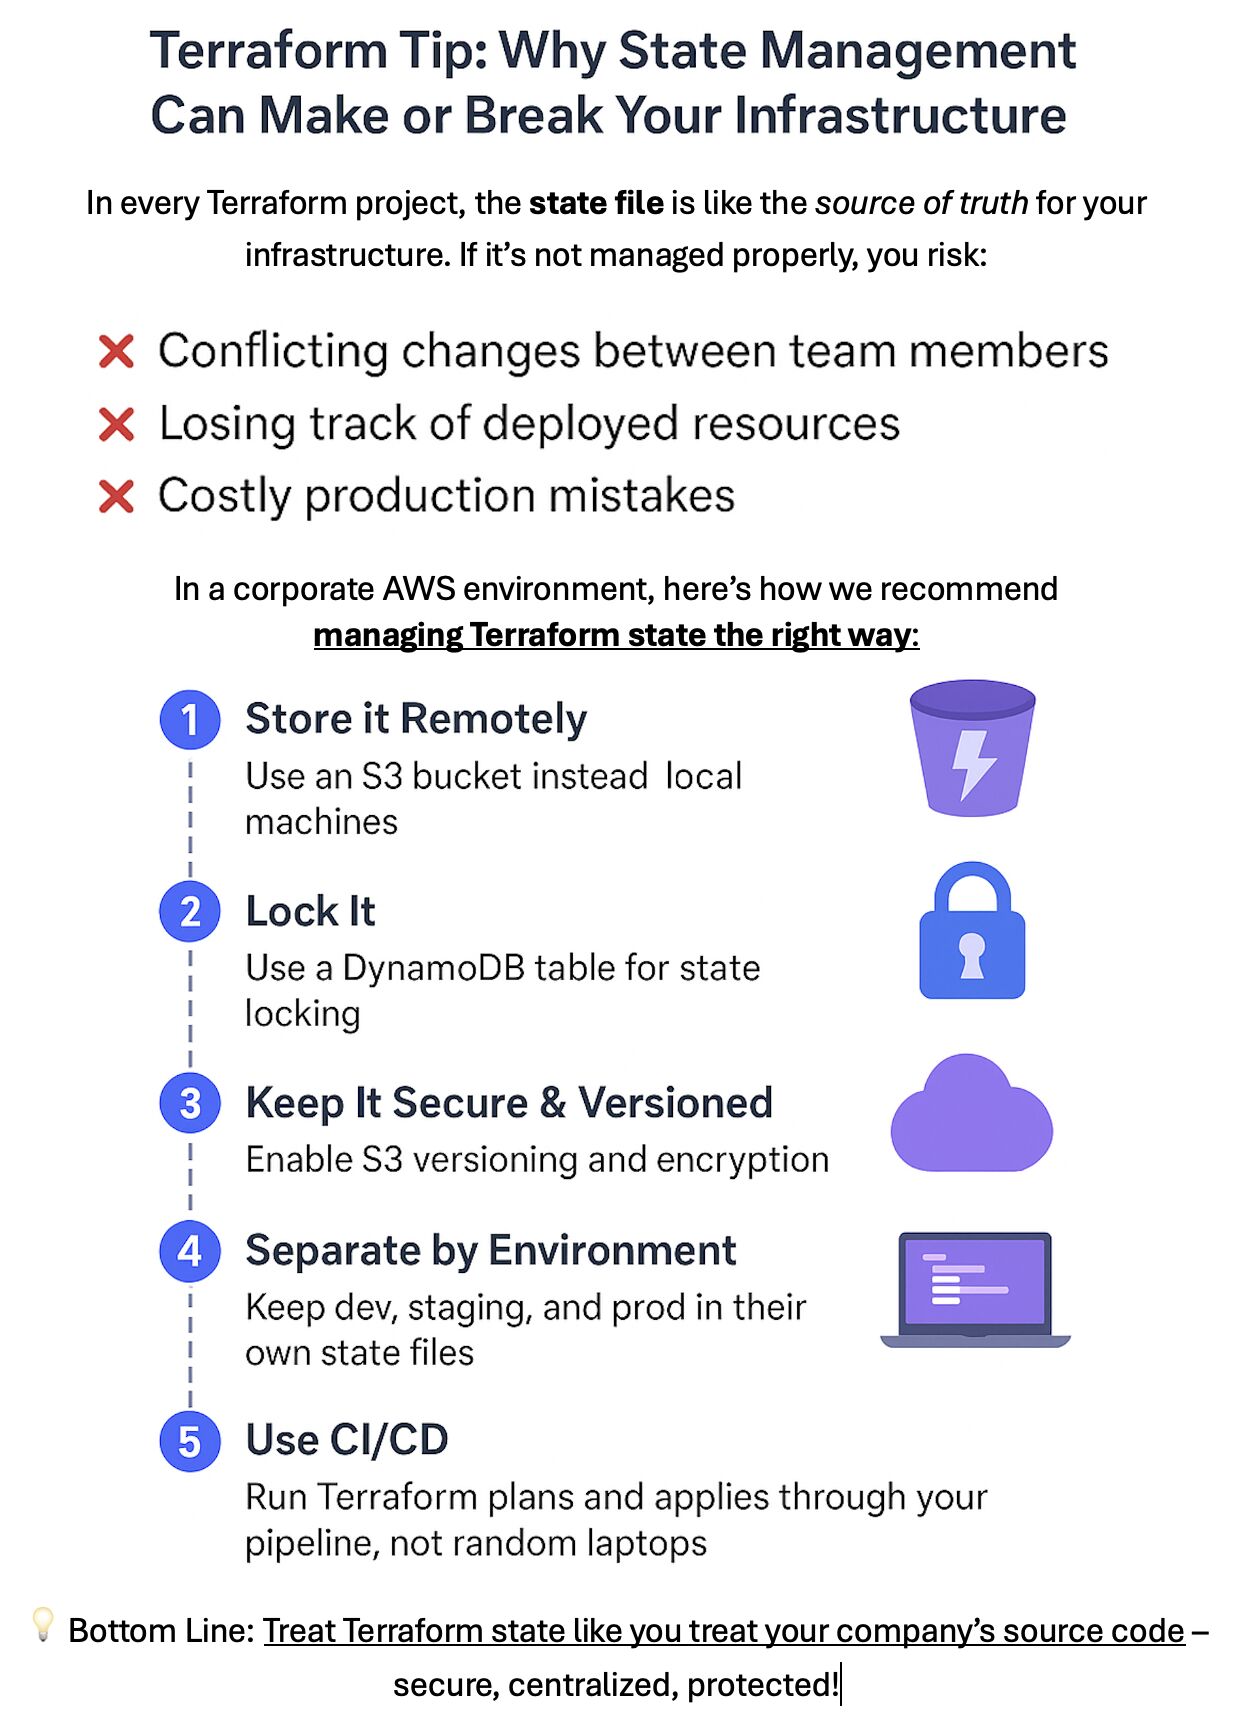 Terraform Tip: Why State Management
Can Make or Break Your Infrastructure
In every Terraform project, the state file is like the source of truth for your
infrastructure. If it’s not managed properly, you risk:
❌ Conflicting changes between team members
❌ Losing track of deployed resources
❌ Costly production mistakes
In a corporate AWS environment, here’s how we recommend
managing Terraform state the right way:
1 Store it Remotely
Use an S3 bucket instead local
machines
2 Lock It
Use a DynamoDB table for state
locking
3 Keep It Secure & Versioned
Enable S3 versioning and encryption
4 Separate by Environment
Keep dev, staging, and prod in their
own state files
5 Use CI/CD
Run Terraform plans and applies through your
pipeline, not random laptops
💡 Bottom Line: Treat Terraform state like you treat your company’s source code –
secure, centralized, protected!